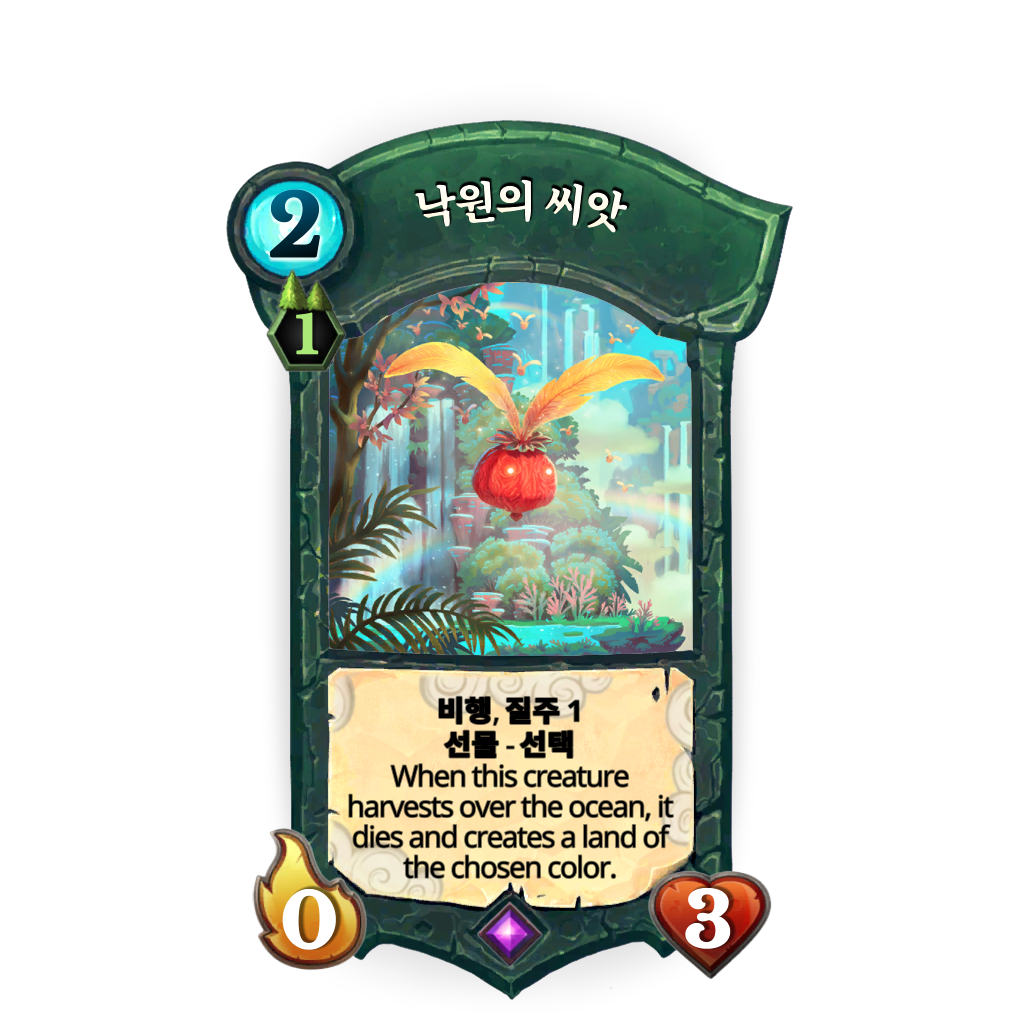 2
낙원의 씨앗
1
비행, 질주 1
선물 - 선택
When this creature
harvests over the ocean, it
dies and creates a land of
the chosen color.
0
3